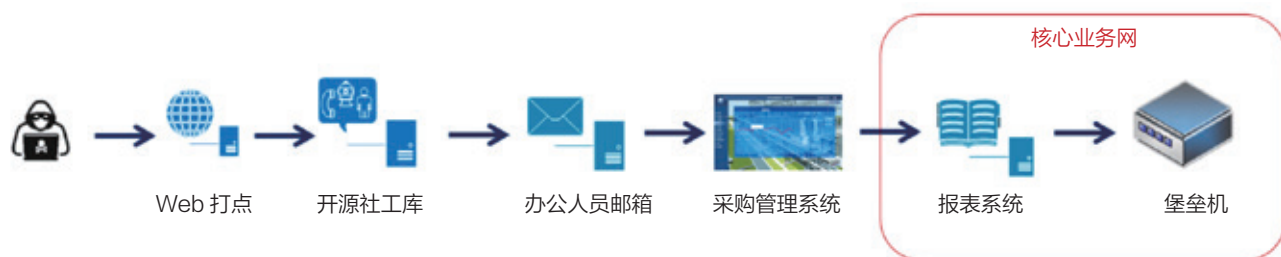 核心业务网
Web 打点
开源社工库
办公人员邮箱
采购管理系统
报表系统
堡垒机